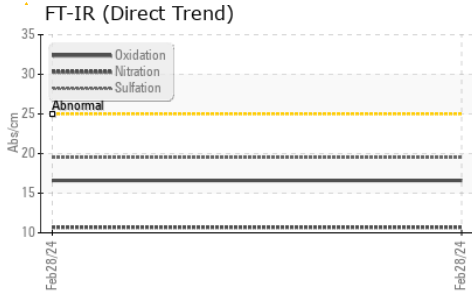 FT-IR (Direct Trend)
35
Oxidation
30
Nitration
Sulfation
Abnormal
25
Abs/cm
20
15
10
Feb28/24
Feb28/24